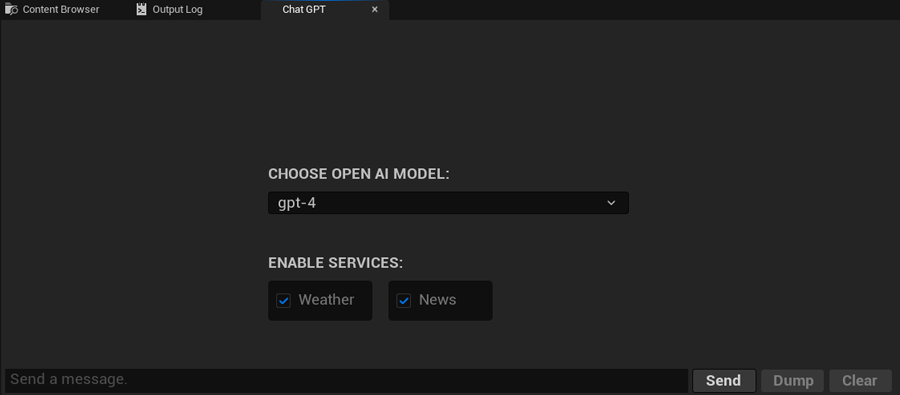 Content Browser
Output Log
Chat GPT
CHOOSE OPEN AI MODEL:
gpt-4
ENABLE SERVICES:
Weather
News
Send a message.
Send
Dump
Clear